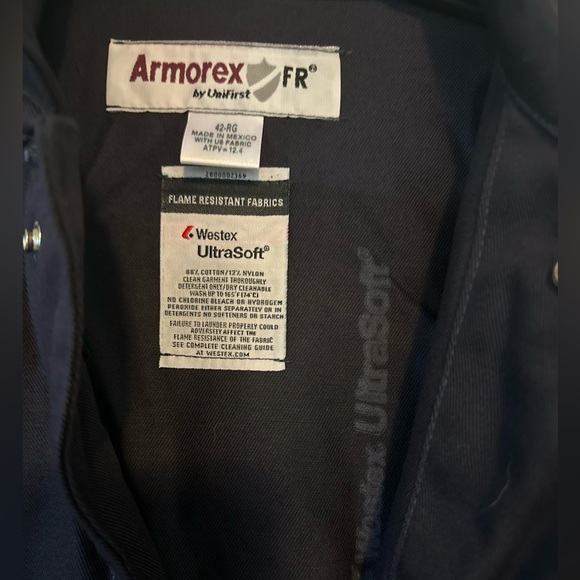 Armorex FR®
by UniFirst
42-RG
MADE IN MEXICO
WITH US FABRIC
ATPV = 12.4
FLAME RESISTANT FABRICS
Westex
UltraSoft®
88% COTTON/12% NYLON
CLEAN GARMENT THOROUGHLY
DETERGENT ONLY/DRY CLEANABLE
WASH UP TO 165°F(74°C)
NO CHLORINE BLEACH OR HYDROGEN
PEROXIDE EITHER SEPARATELY OR IN
DETERGENTS NO SOFTENERS OR STARCH
FAILURE TO LAUNDER PROPERLY COULD
ADVERSELY AFFECT THE
FLAME RESISTANCE OF THE FABRIC
SEE COMPLETE CLEANING GUIDE
AT WESTEX.COM
Westex UltraSoft®